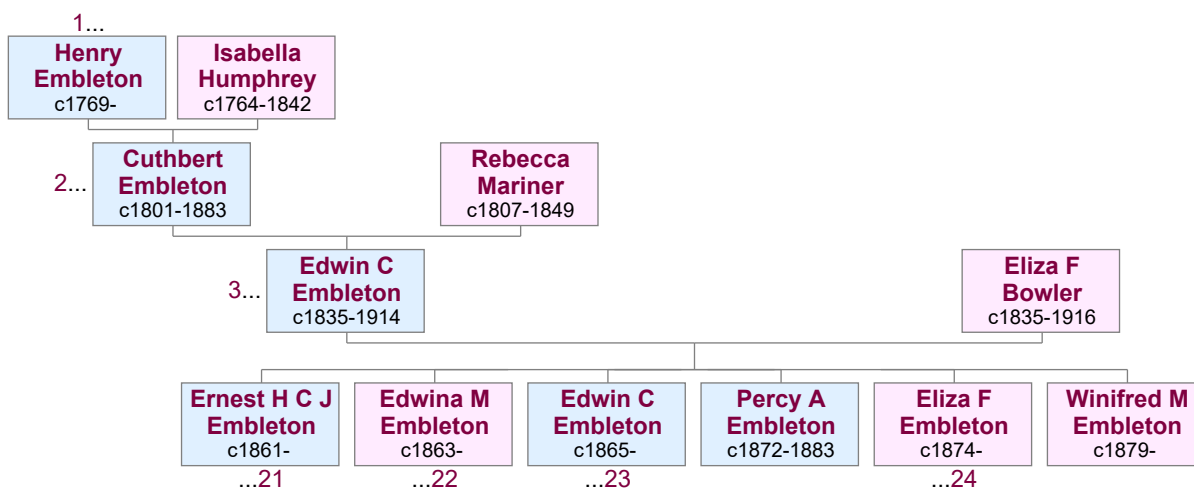 1...
Henry
Embleton
c1769-
Isabella
Humphrey
c1764-1842
2...
Cuthbert
Embleton
c1801-1883
Rebecca
Mariner
c1807-1849
3...
Edwin C
Embleton
c1835-1914
Eliza F
Bowler
c1835-1916
Ernest H C J
Embleton
c1861-
...21
Edwina M
Embleton
c1863-
...22
Edwin C
Embleton
c1865-
...23
Percy A
Embleton
c1872-1883
Eliza F
Embleton
c1874-
...24
Winifred M
Embleton
c1879-